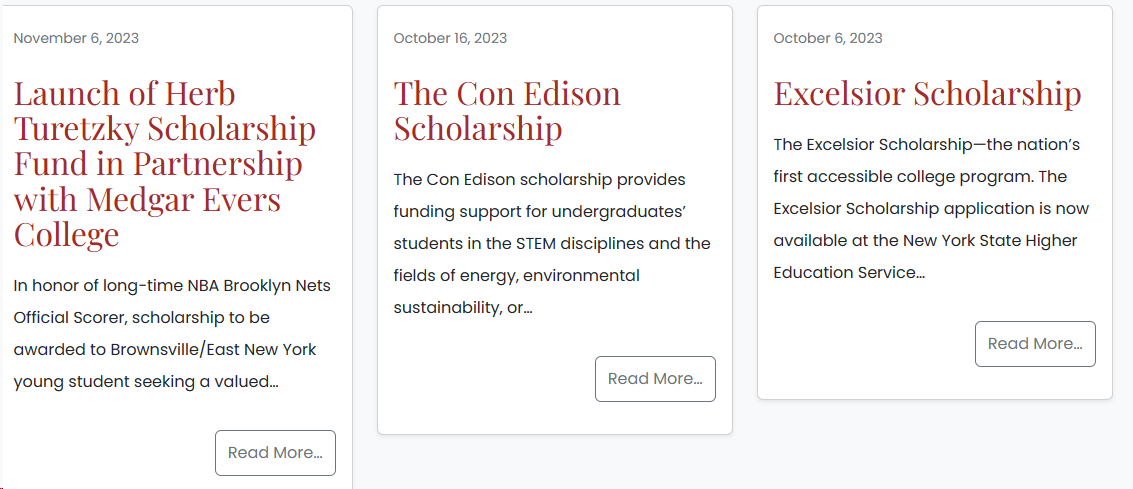 November 6, 2023
Launch of Herb
Turetzky Scholarship
Fund in Partnership
with Medgar Evers
College
In honor of long-time NBA Brooklyn Nets
Official Scorer, scholarship to be
awarded to Brownsville/East New York
young student seeking a valued...
Read More...
October 16, 2023
The Con Edison
Scholarship
The Con Edison scholarship provides
funding support for undergraduates’
students in the STEM disciplines and the
fields of energy, environmental
sustainability, or...
Read More...
October 6, 2023
Excelsior Scholarship
The Excelsior Scholarship—the nation’s
first accessible college program. The
Excelsior Scholarship application is now
available at the New York State Higher
Education Service...
Read More...